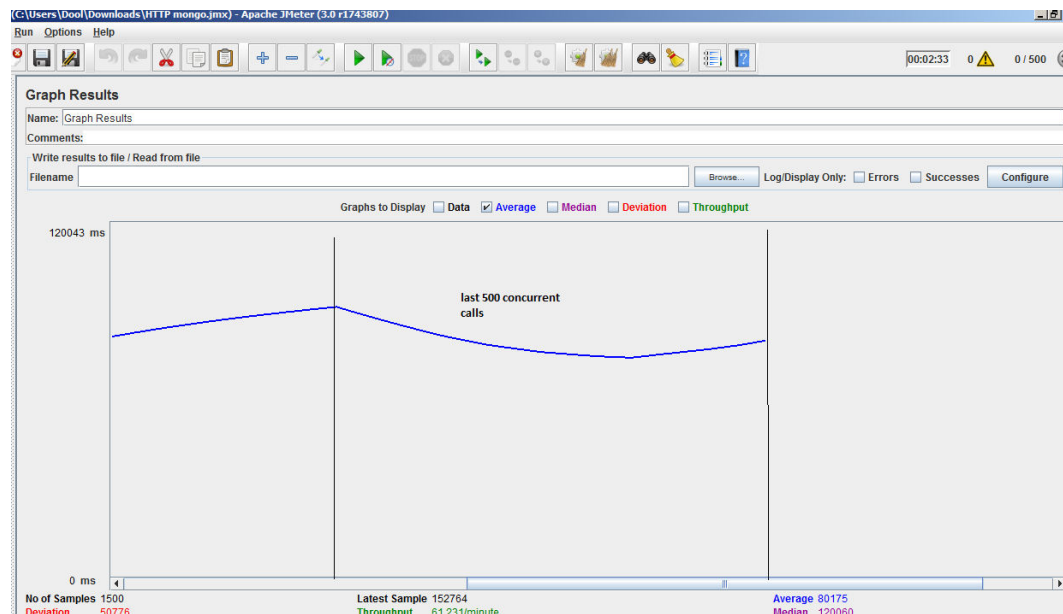 (C:\Users\Dool\Downloads\HTTP mongo.jmx) - Apache JMeter (3.0 r1743807)
Run Options Help
00:02:33 0 0 / 500
Graph Results
Name: Graph Results
Comments:
Write results to file / Read from file
Filename Browse... Log/Display Only: Errors Successes Configure
Graphs to Display Data Average Median Deviation Throughput
120043 ms
last 500 concurrent
calls
0 ms
No of Samples 1500 Latest Sample 152764 Average 80175
Deviation 50776 Throughput 61.231/minute Median 120060